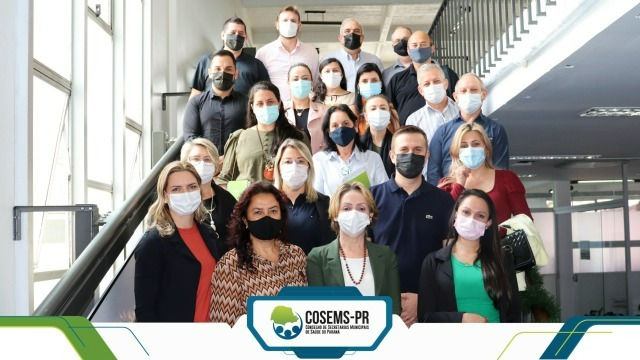 COSEMS-PR
CONSELHO DE SECRETARIAS MUNICIPAIS
DE SAÚDE DO PARANÁ